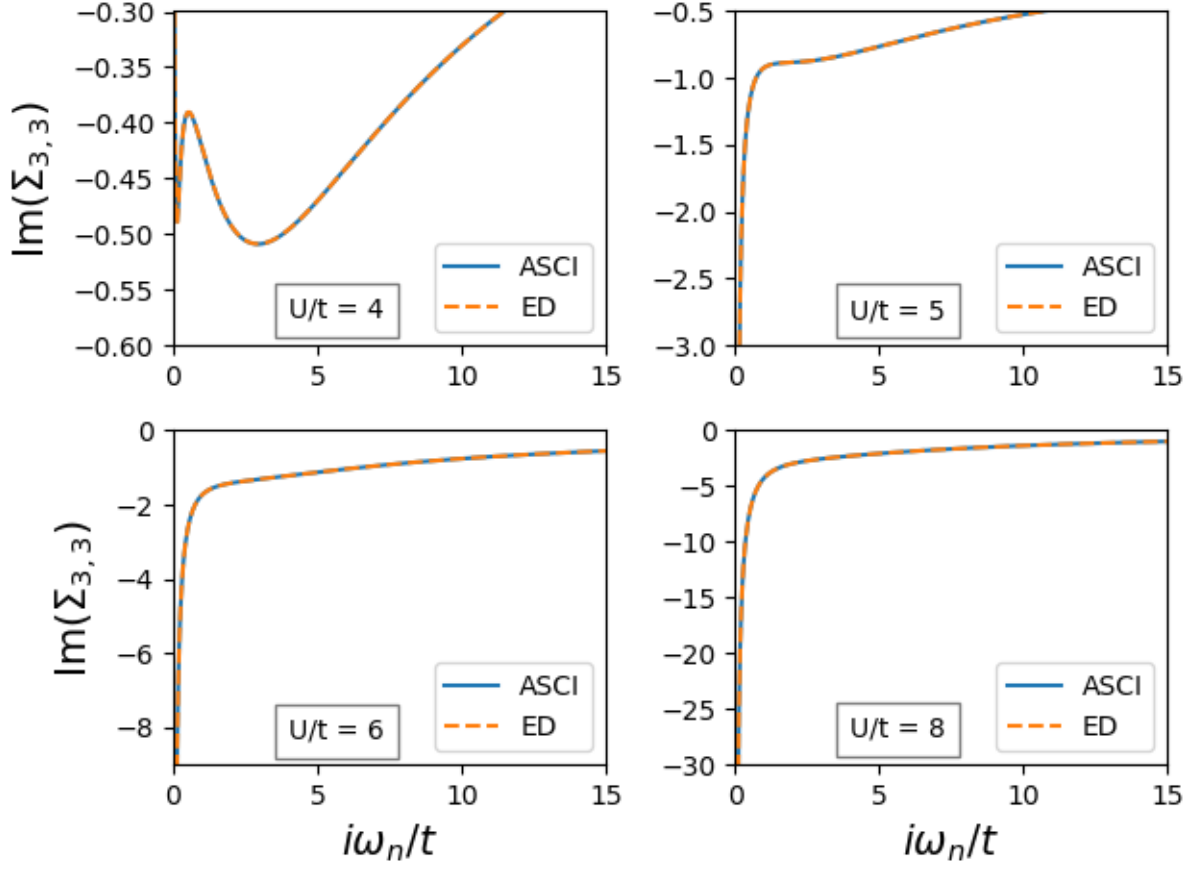 Im(Σ3,3)
−0.30
−0.35
−0.40
−0.45
−0.50
−0.55
−0.60
0
5
10
15
U/t = 4
ASCI
ED
−0.5
−1.0
−1.5
−2.0
−2.5
−3.0
0
5
10
15
U/t = 5
ASCI
ED
Im(Σ3,3)
0
−2
−4
−6
−8
0
5
10
15
U/t = 6
ASCI
ED
iωn/t
0
−5
−10
−15
−20
−25
−30
0
5
10
15
U/t = 8
ASCI
ED
iωn/t